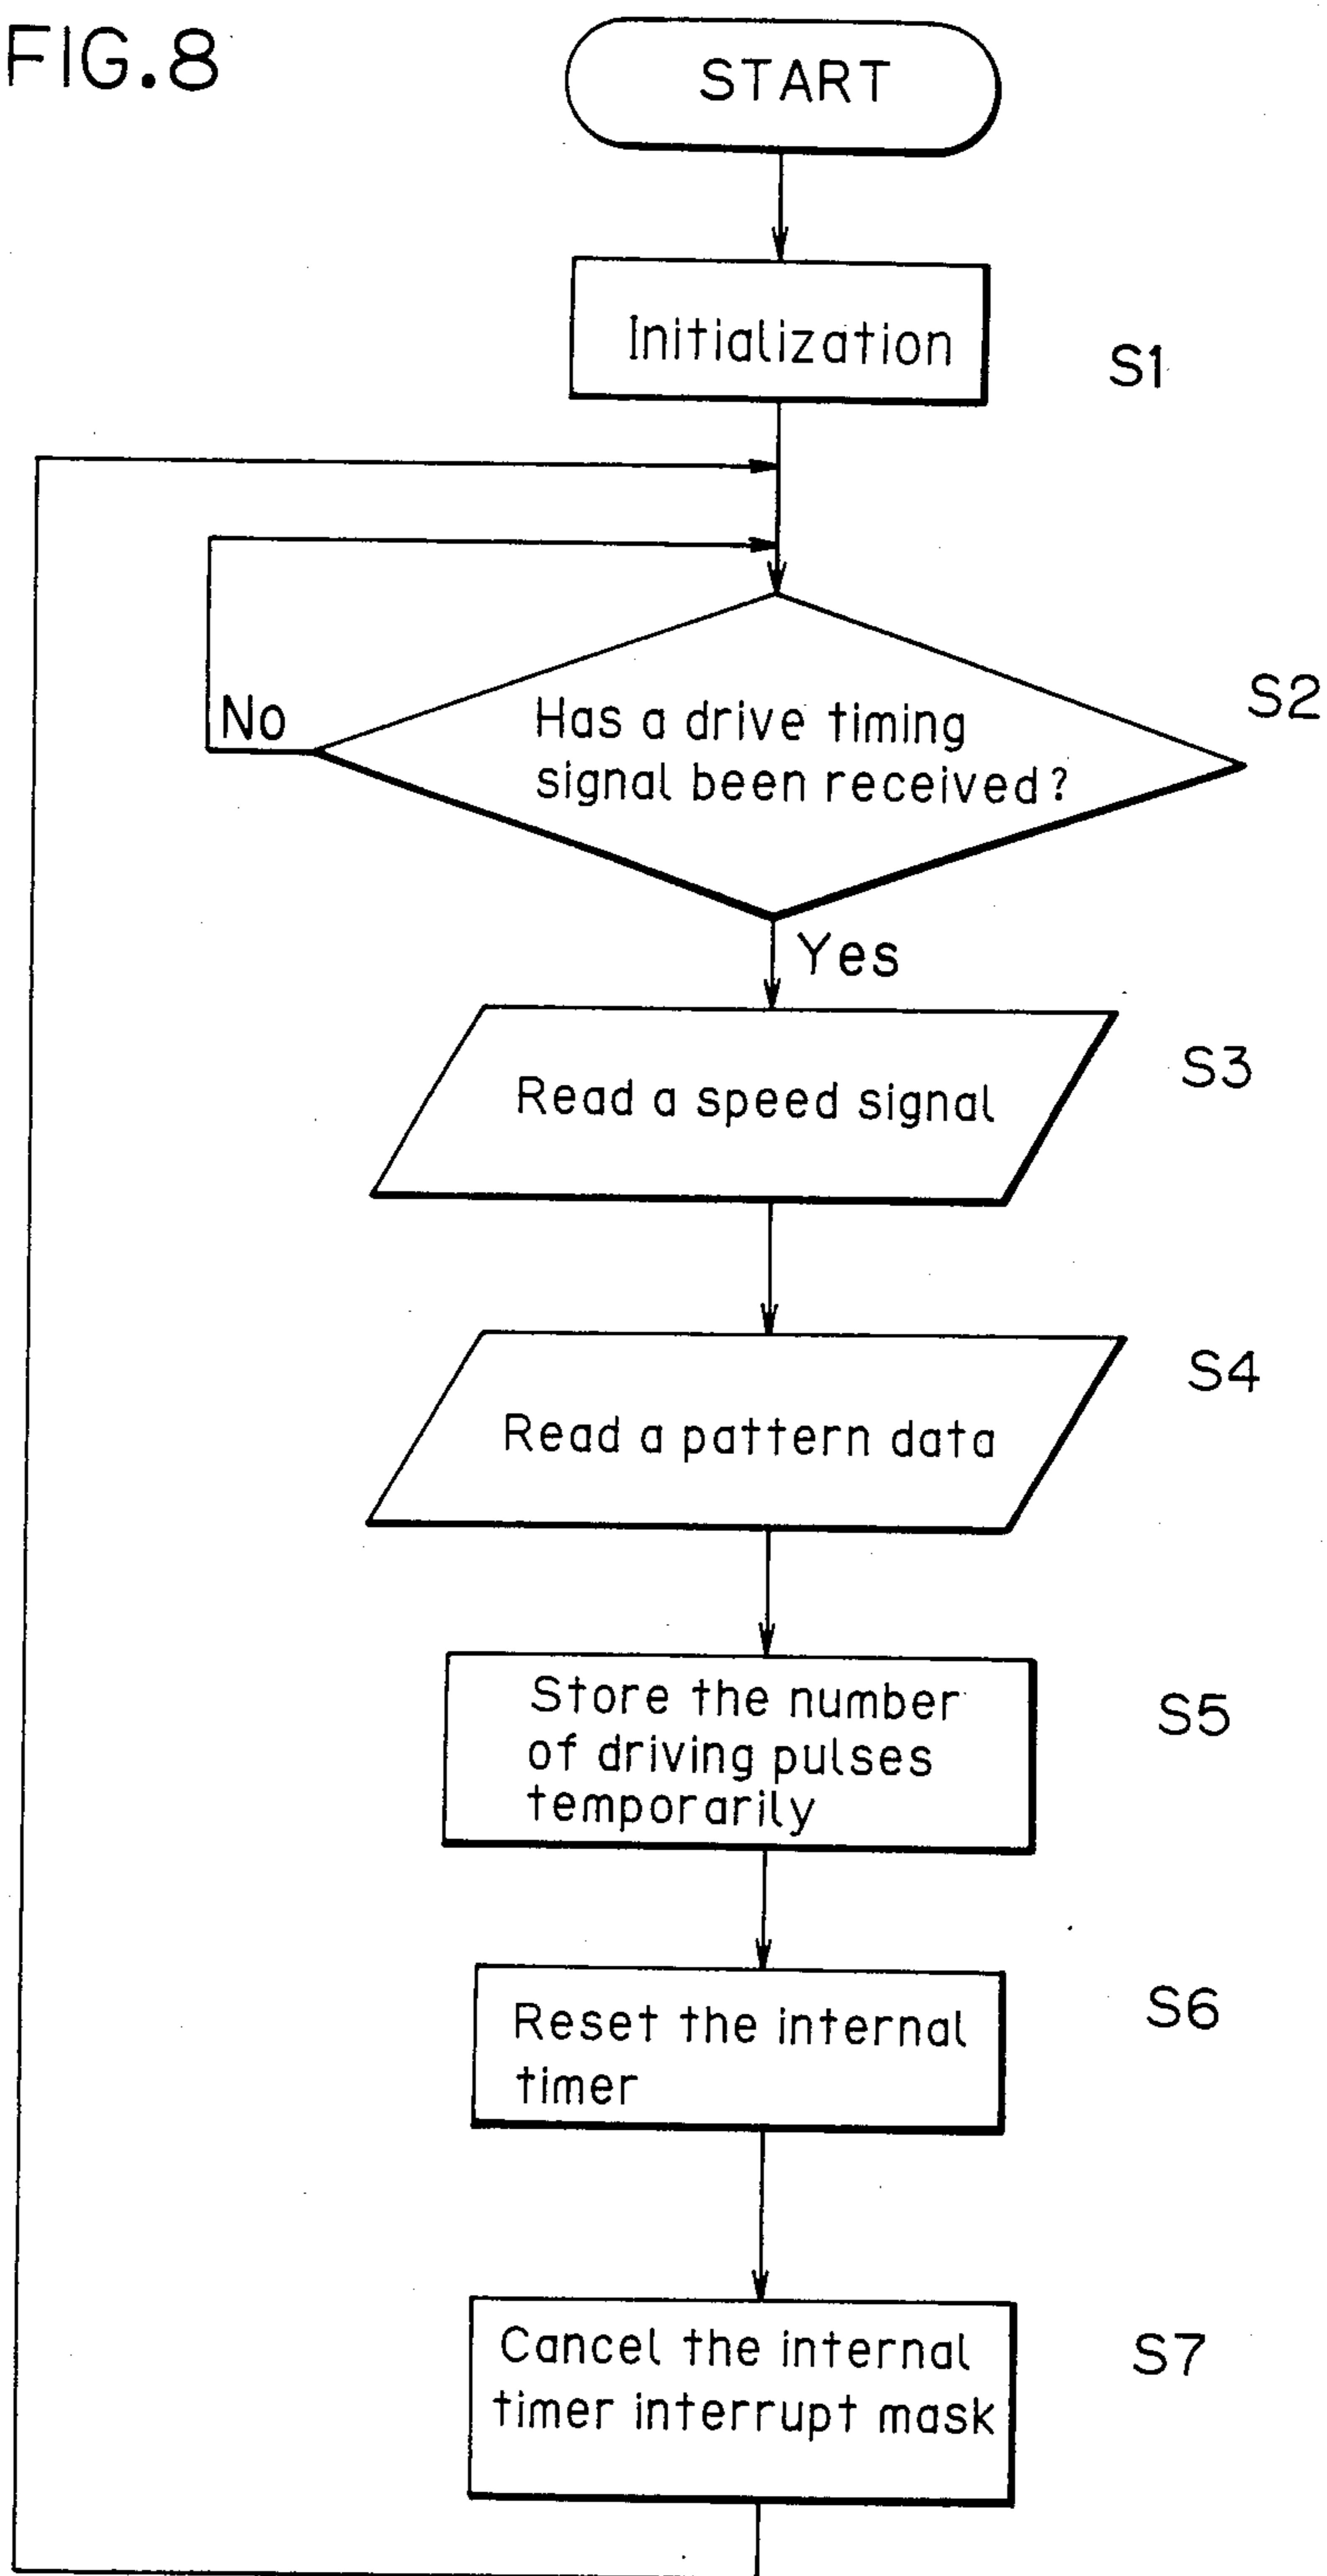 FIG.8
START
Initialization
S1
Has a drive timing
signal been received?
S2
No
Yes
Read a speed signal
S3
Read a pattern data
S4
Store the number
of driving pulses
temporarily
S5
Reset the internal
timer
S6
Cancel the internal
timer interrupt mask
S7